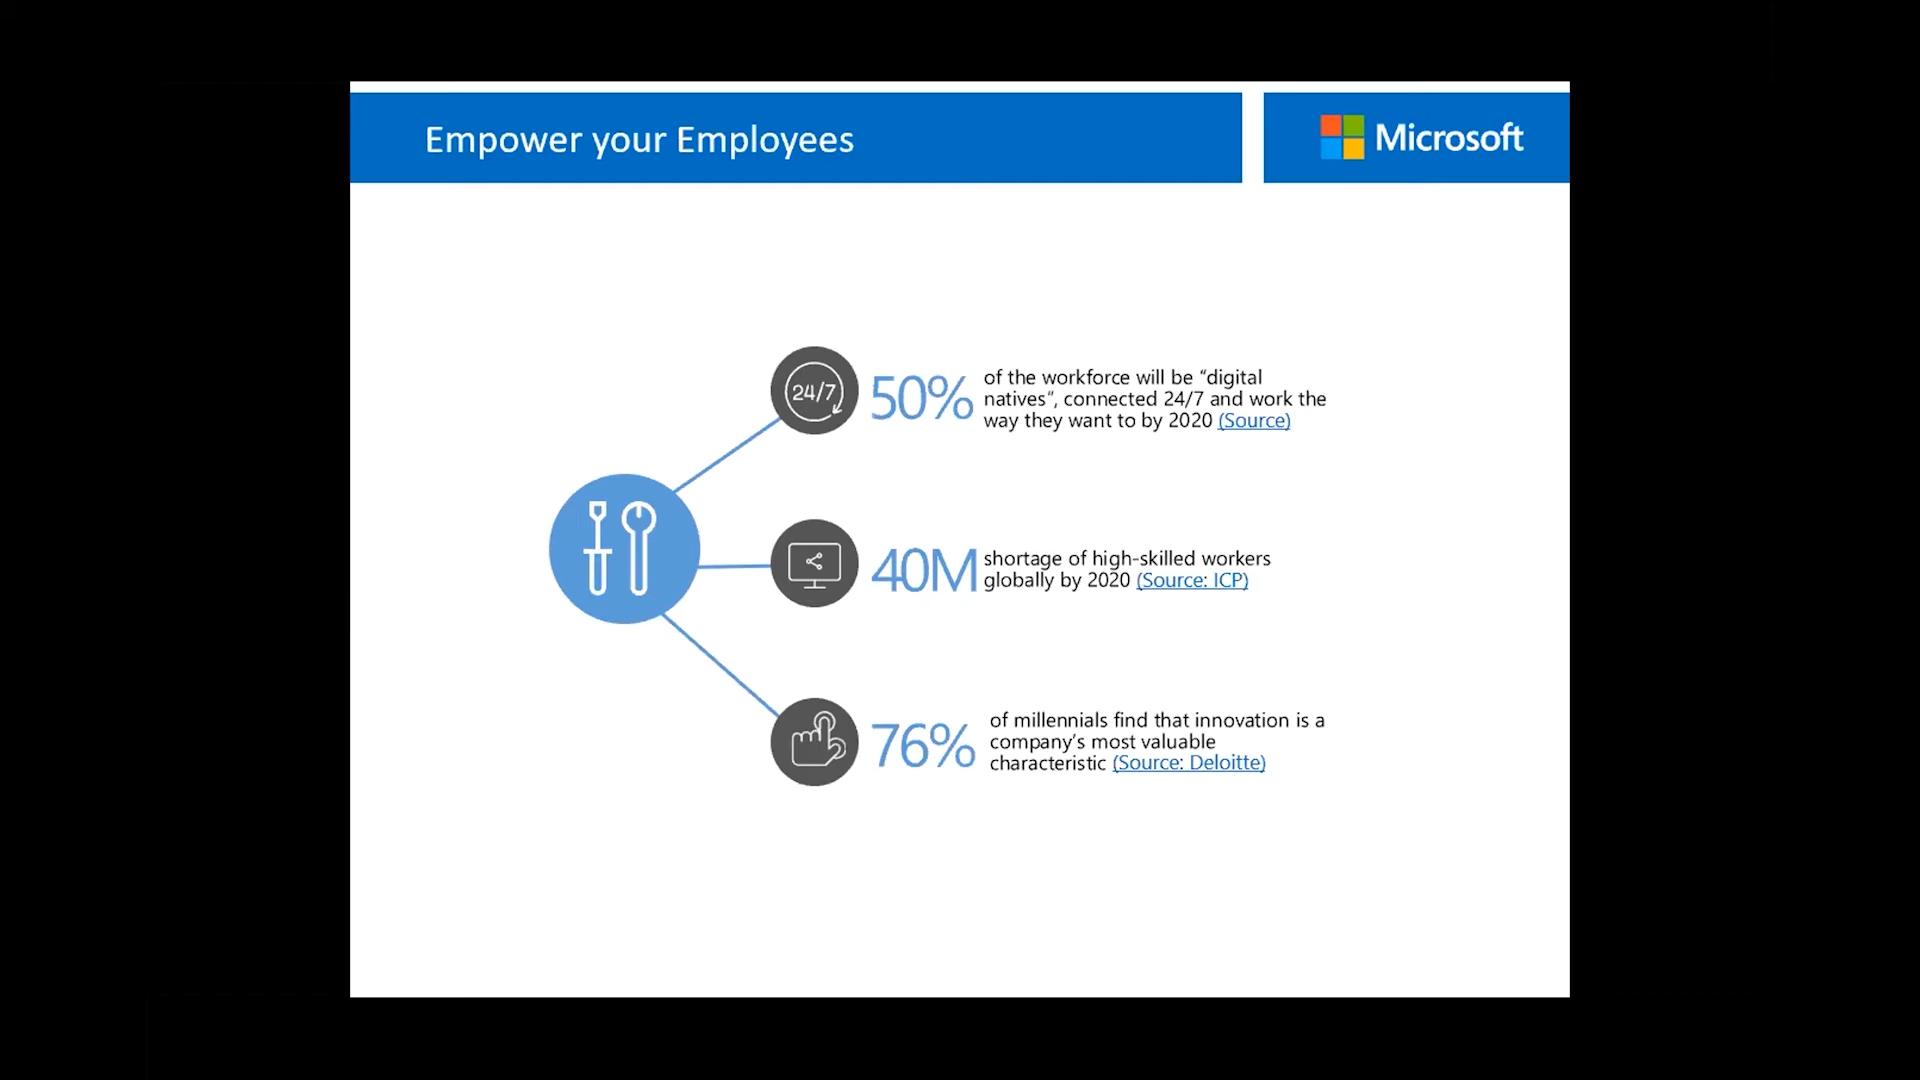 Empower your Employees
Microsoft
24/7
50%
of the workforce will be “digital
natives”, connected 24/7 and work the
way they want to by 2020 (Source)
40M
shortage of high-skilled workers
globally by 2020 (Source: ICP)
76%
of millennials find that innovation is a
company’s most valuable
characteristic (Source: Deloitte)